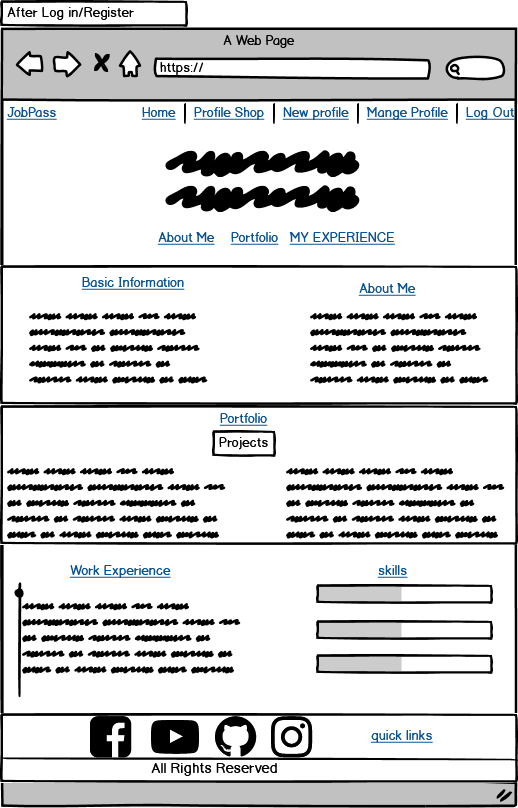 After Log in/Register
A Web Page
https://
JobPass Home Profile Shop New profile Mange Profile Log Out
About Me Portfolio MY EXPERIENCE
Basic Information About Me
Portfolio
Projects
Work Experience skills
quick links
All Rights Reserved